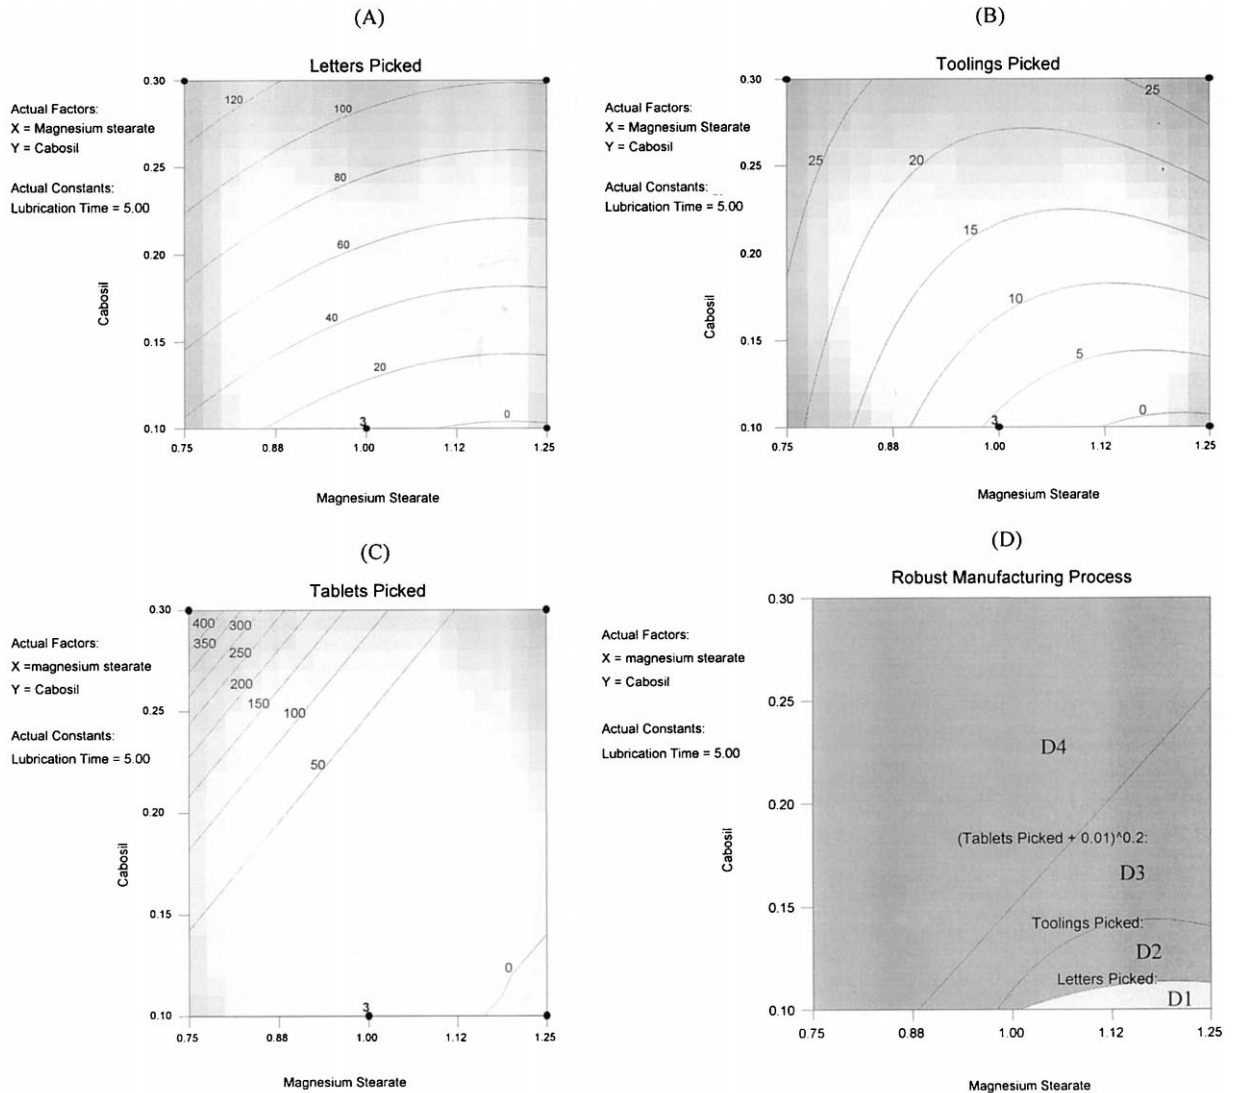 (A)
Letters Picked
Actual Factors:
X = Magnesium stearate
Y = Cabosil
Actual Constants:
Lubrication Time = 5.00
Cabosil
0.30
0.25
0.20
0.15
0.10
120
100
80
60
40
20
0
3
0.75
0.88
1.00
1.12
1.25
Magnesium Stearate
(B)
Toolings Picked
Actual Factors:
X = Magnesium Stearate
Y = Cabosil
Actual Constants:
Lubrication Time = 5.00
Cabosil
0.30
0.25
0.20
0.15
0.10
25
25
20
15
10
5
0
3
0.75
0.88
1.00
1.12
1.25
Magnesium Stearate
(C)
Tablets Picked
Actual Factors:
X =magnesium stearate
Y = Cabosil
Actual Constants:
Lubrication Time = 5.00
Cabosil
0.30
0.25
0.20
0.15
0.10
400
300
350
250
200
150
100
50
0
3
0.75
0.88
1.00
1.12
1.25
Magnesium Stearate
(D)
Robust Manufacturing Process
Actual Factors:
X = magnesium stearate
Y = Cabosil
Actual Constants:
Lubrication Time = 5.00
Cabosil
0.30
0.25
0.20
0.15
0.10
D4
(Tablets Picked + 0.01)^0.2:
D3
Toolings Picked:
D2
Letters Picked:
D1
0.75
0.88
1.00
1.12
1.25
Magnesium Stearate